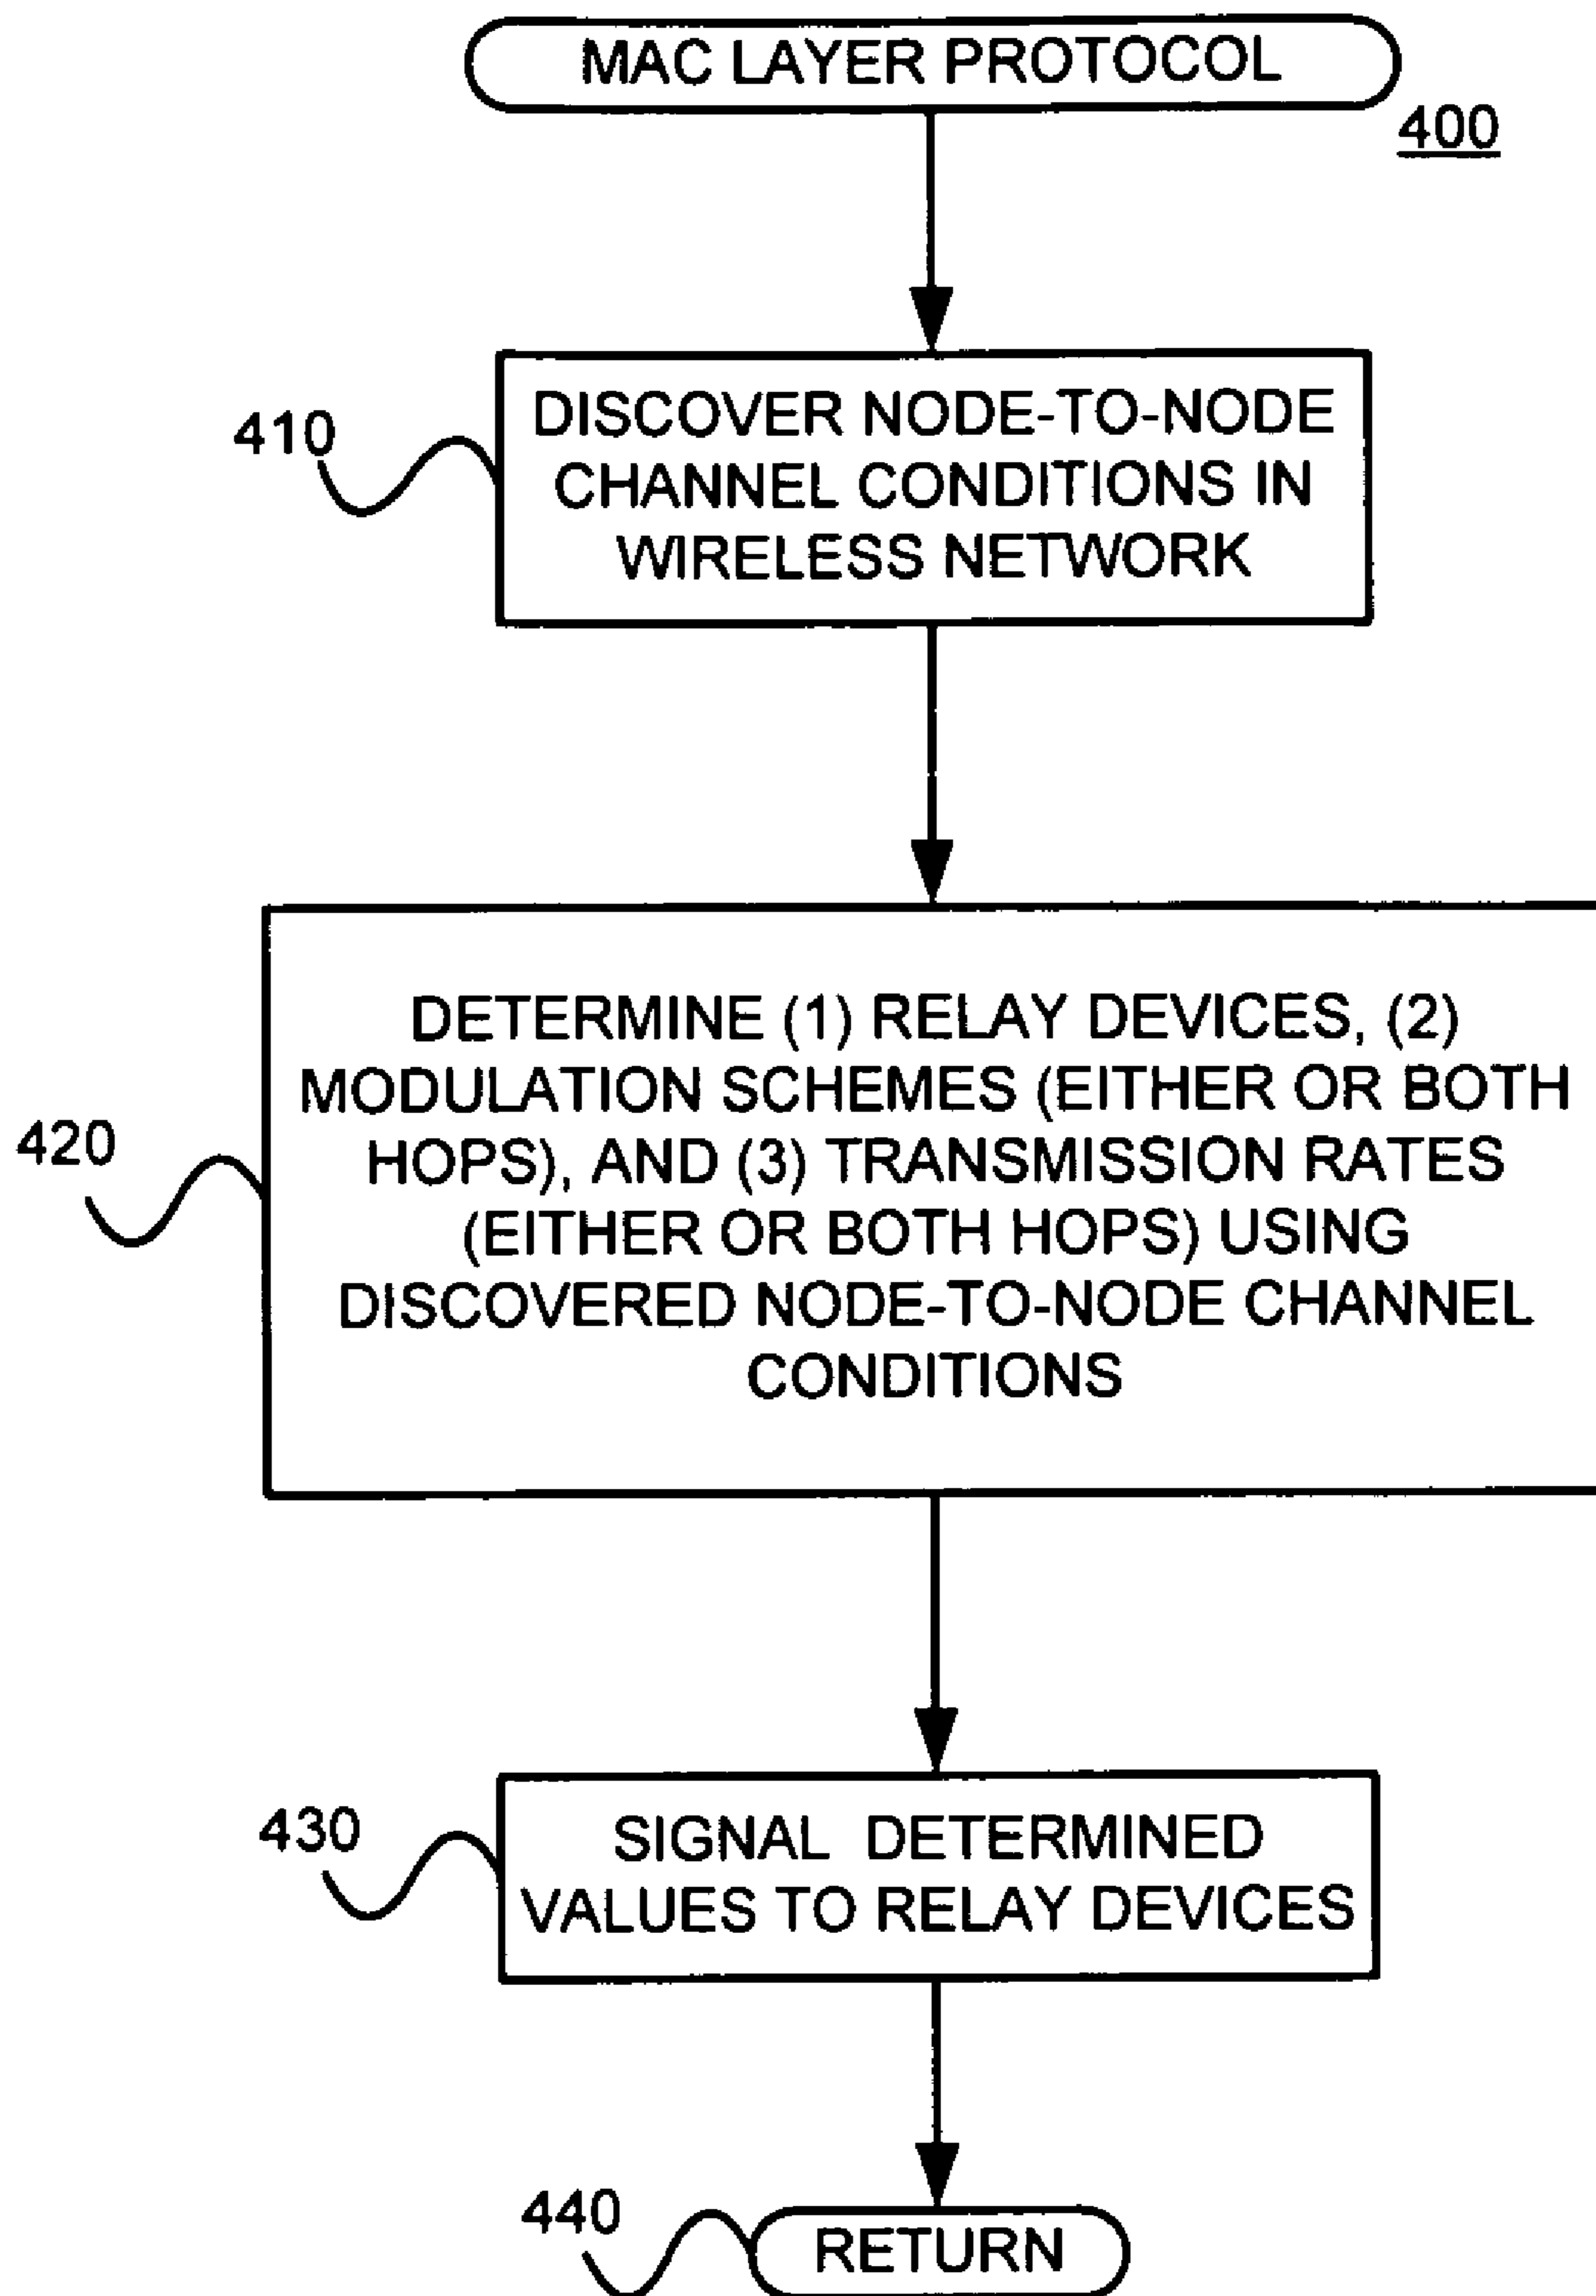 MAC LAYER PROTOCOL
400
410
DISCOVER NODE-TO-NODE
CHANNEL CONDITIONS IN
WIRELESS NETWORK
420
DETERMINE (1) RELAY DEVICES, (2)
MODULATION SCHEMES (EITHER OR BOTH
HOPS), AND (3) TRANSMISSION RATES
(EITHER OR BOTH HOPS) USING
DISCOVERED NODE-TO-NODE CHANNEL
CONDITIONS
430
SIGNAL DETERMINED
VALUES TO RELAY DEVICES
440
RETURN